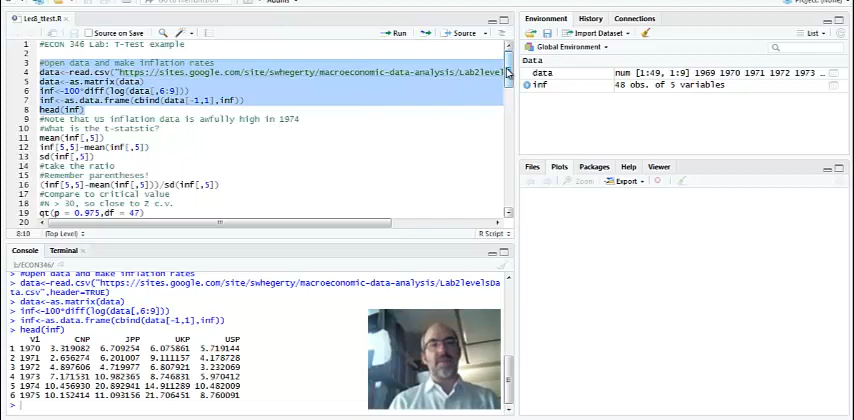 Addins
Project: (None)
Lec8_ttest.R
Source on Save
Run
Source
1 #ECON 346 Lab: T-Test example
2
3 #Open data and make inflation rates
4 data<-read.csv("https://sites.google.com/site/swhegerty/macroeconomic-data-analysis/Lab2level
5 data<-as.matrix(data)
6 inf<-100*diff(log(data[,6:9]))
7 inf<-as.data.frame(cbind(data[-1,1],inf))
8 head(inf)
9 #Note that US inflation data is awfully high in 1974
10 #What is the t-statstic?
11 mean(inf[,5])
12 inf[5,5]-mean(inf[,5])
13 sd(inf[,5])
14 #take the ratio
15 #Remember parentheses!
16 (inf[5,5]-mean(inf[,5]))/sd(inf[,5])
17 #Compare to critical value
18 #N > 30, so close to Z c.v.
19 qt(p = 0.975,df = 47)
20
8:10 (Top Level) R Script
Console Terminal
E:/ECON346/
> #Open data and make inflation rates
> data<-read.csv("https://sites.google.com/site/swhegerty/macroeconomic-data-analysis/Lab2levelsDa
ta.csv",header=TRUE)
> data<-as.matrix(data)
> inf<-100*diff(log(data[,6:9]))
> inf<-as.data.frame(cbind(data[-1,1],inf))
> head(inf)
V1 CNP JPP UKP USP
1 1970 3.319082 6.709254 6.075861 5.719144
2 1971 2.656274 6.201007 9.111157 4.178728
3 1972 4.897606 4.719977 6.807921 3.232069
4 1973 7.171531 10.982365 8.746831 5.970412
5 1974 10.456930 20.892941 14.911289 10.482009
6 1975 10.152414 11.093156 21.706451 8.760091
>
Environment History Connections
Import Dataset
List
Global Environment
Data
data num [1:49, 1:9] 1969 1970 1971 1972 1973 ...
inf 48 obs. of 5 variables
Files Plots Packages Help Viewer
Zoom Export